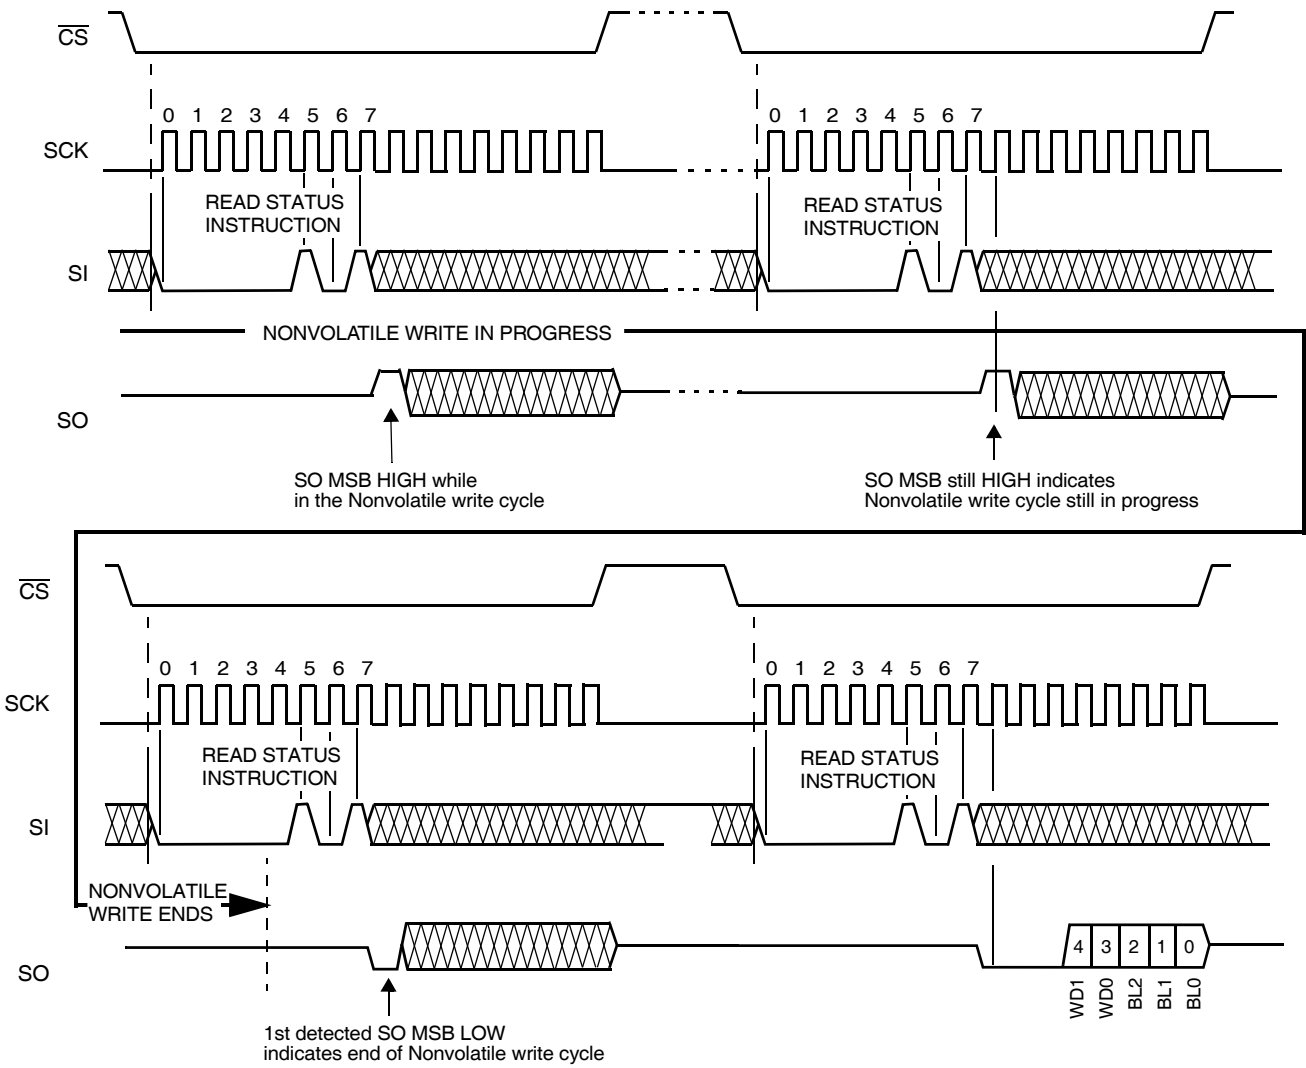 CS
0 1 2 3 4 5 6 7
0 1 2 3 4 5 6 7
SCK
READ STATUS
INSTRUCTION
READ STATUS
INSTRUCTION
SI
NONVOLATILE WRITE IN PROGRESS
SO
SO MSB HIGH while
in the Nonvolatile write cycle
SO MSB still HIGH indicates
Nonvolatile write cycle still in progress
CS
0 1 2 3 4 5 6 7
0 1 2 3 4 5 6 7
SCK
READ STATUS
INSTRUCTION
READ STATUS
INSTRUCTION
SI
NONVOLATILE
WRITE ENDS
SO
4 3 2 1 0
WD1
WD0
BL2
BL1
BL0
1st detected SO MSB LOW
indicates end of Nonvolatile write cycle